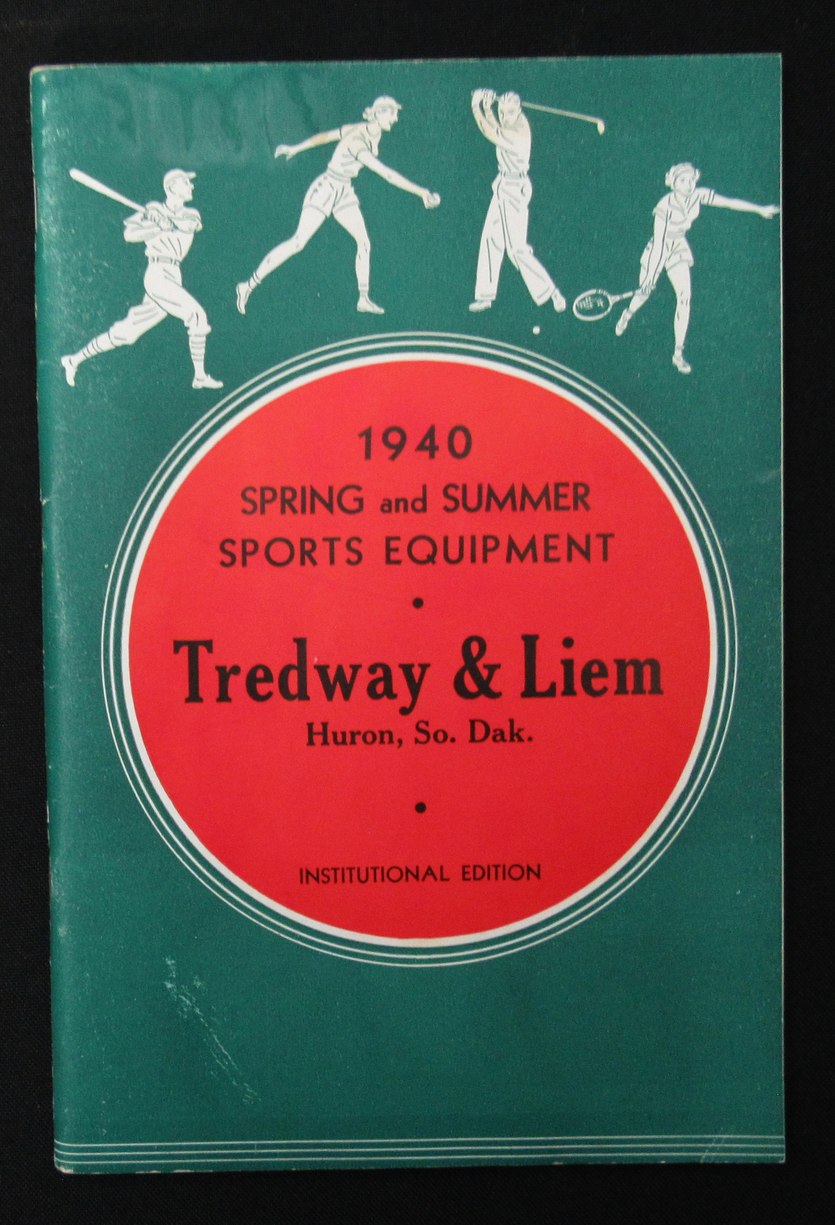 1940
SPRING and SUMMER
SPORTS EQUIPMENT
Tredway & Liem
Huron, So. Dak.
INSTITUTIONAL EDITION